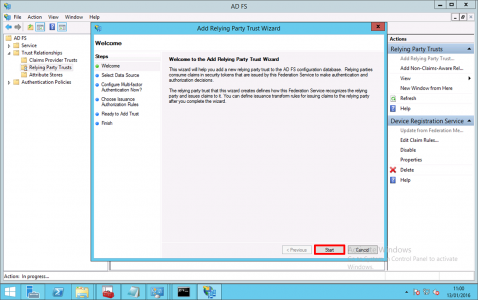 AD FS
File Action View Window Help
AD FS
Service
Trust Relationships
Claims Provider Trusts
Relying Party Trusts
Attribute Stores
Authentication Policies
Add Relying Party Trust Wizard
Welcome
Steps
Welcome
Select Data Source
Configure Multifactor
Authentication Now?
Choose Issuance
Authorization Rules
Ready to Add Trust
Finish
Welcome to the Add Relying Party Trust Wizard
This wizard will help you add a new relying party trust to the AD FS configuration database. Relying parties
consume claims in security tokens that are issued by this Federation Service to make authentication and
authorization decisions.
The relying party trust that this wizard creates defines how this Federation Service recognizes the relying
party and issues claims to it. You can define issuance transform rules for issuing claims to the relying party
after you complete the wizard.
< Previous
Start
Cancel
Actions
Relying Party Trusts
Add Relying Party Trust...
Add Non-Claims-Aware Rel...
View
New Window from Here
Refresh
Help
Device Registration Service
Update from Federation Me...
Edit Claim Rules...
Disable
Properties
Delete
Help
Windows
Control Panel to activate
Windows.
Action: In progress...
11:00
13/01/2016